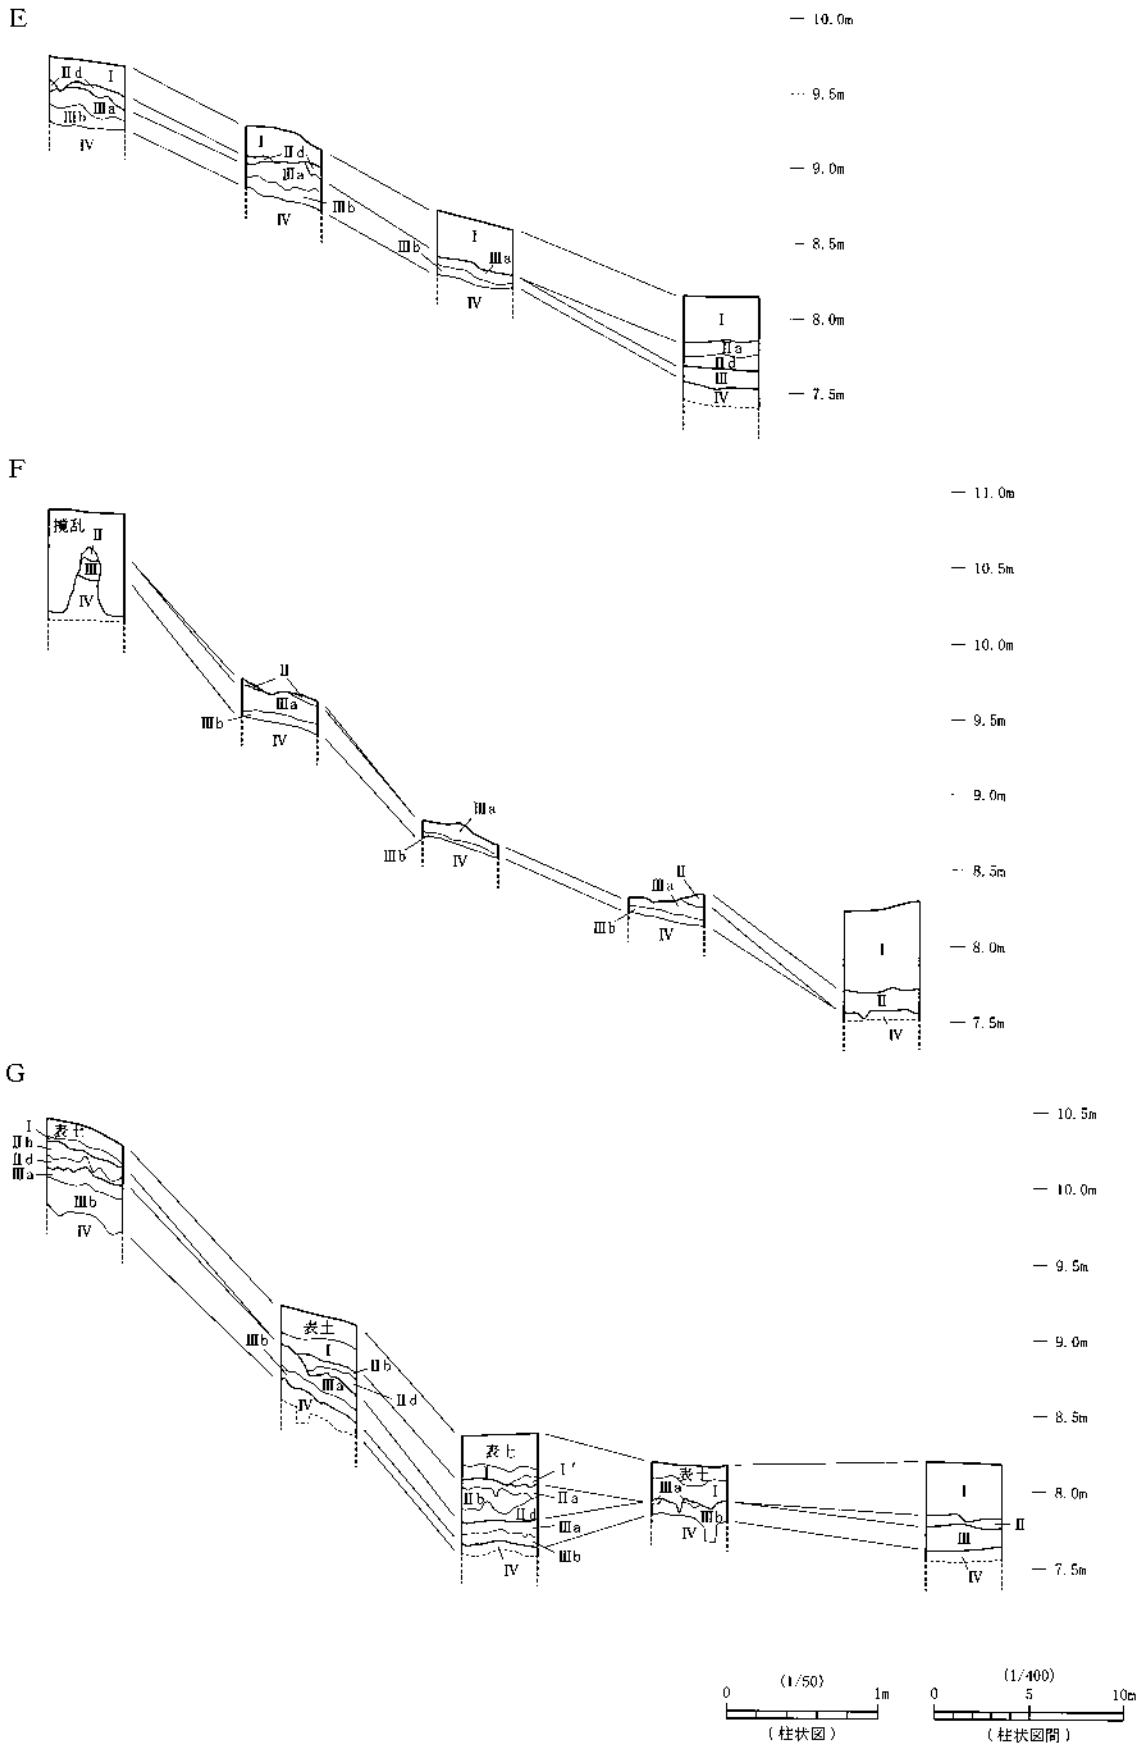 E
10.0m
Ⅱd Ⅰ
9.5m
Ⅲa
Ⅲb
Ⅳ
Ⅰ
Ⅱd
9.0m
Ⅲa
Ⅲb
Ⅳ
Ⅰ
8.5m
Ⅲb
Ⅲa
Ⅳ
8.0m
Ⅰ
Ⅱa
Ⅱd
Ⅲ
Ⅳ
7.5m
F
11.0m
攪乱
Ⅱ
Ⅲ
10.5m
Ⅳ
10.0m
Ⅱ
Ⅲa
Ⅲb
9.5m
Ⅳ
9.0m
Ⅲa
Ⅲb
Ⅳ
8.5m
Ⅱ
Ⅲa
Ⅲb
Ⅳ
8.0m
Ⅰ
Ⅱ
Ⅳ
7.5m
G
10.5m
Ⅰ
表土
Ⅱb
Ⅱd
Ⅲa
10.0m
Ⅲb
Ⅳ
9.5m
表土
9.0m
Ⅲb
Ⅰ
Ⅱb
Ⅲa
Ⅱd
Ⅳ
8.5m
表土
Ⅰ
Ⅰ'
Ⅱb
Ⅱa
Ⅱd
Ⅲa
Ⅲb
Ⅳ
表土
Ⅲa
Ⅰ
8.0m
Ⅲb
Ⅳ
Ⅰ
Ⅱ
Ⅲ
Ⅳ
7.5m
(1/50)
0 1m
(柱状図)
(1/400)
0 5 10m
(柱状図間)